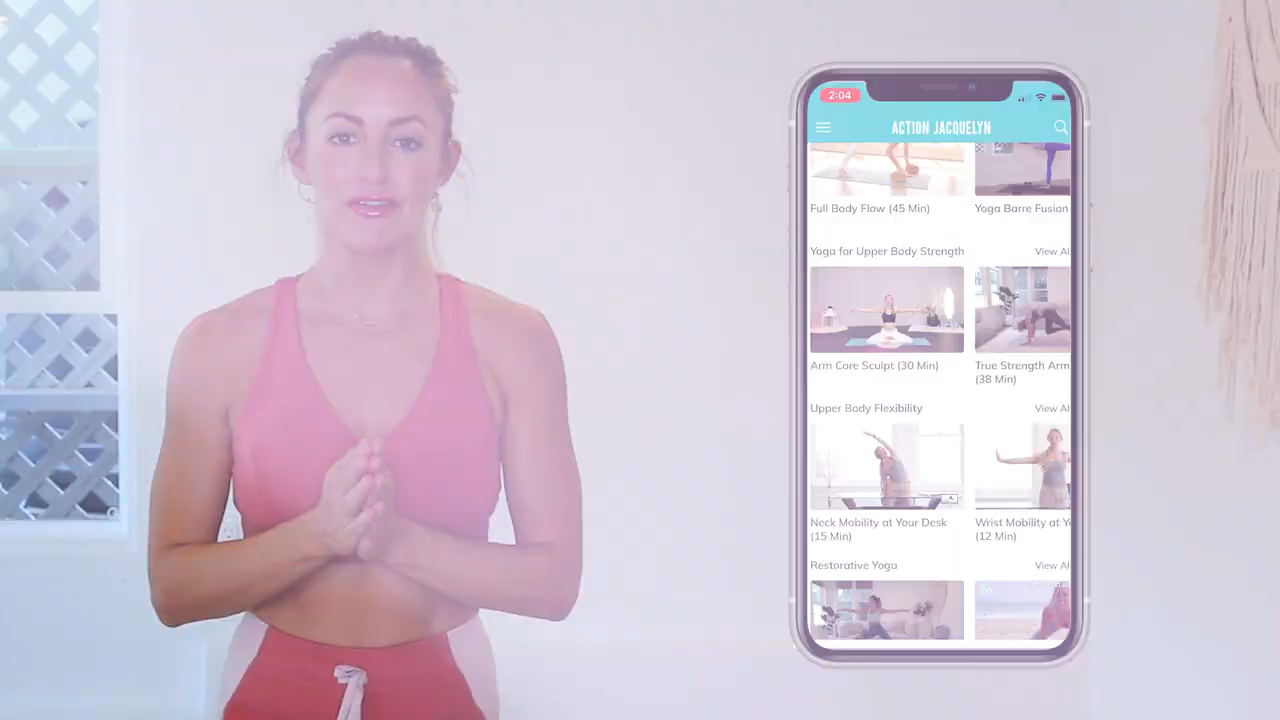 2:04
ACTION JACQUELYN
Full Body Flow (45 Min)
Yoga Barre Fusion
Yoga for Upper Body Strength
View Al
Arm Core Sculpt (30 Min)
True Strength Arm
(38 Min)
Upper Body Flexibility
View Al
Neck Mobility at Your Desk
(15 Min)
Wrist Mobility at Yo
(12 Min)
Restorative Yoga
View Al